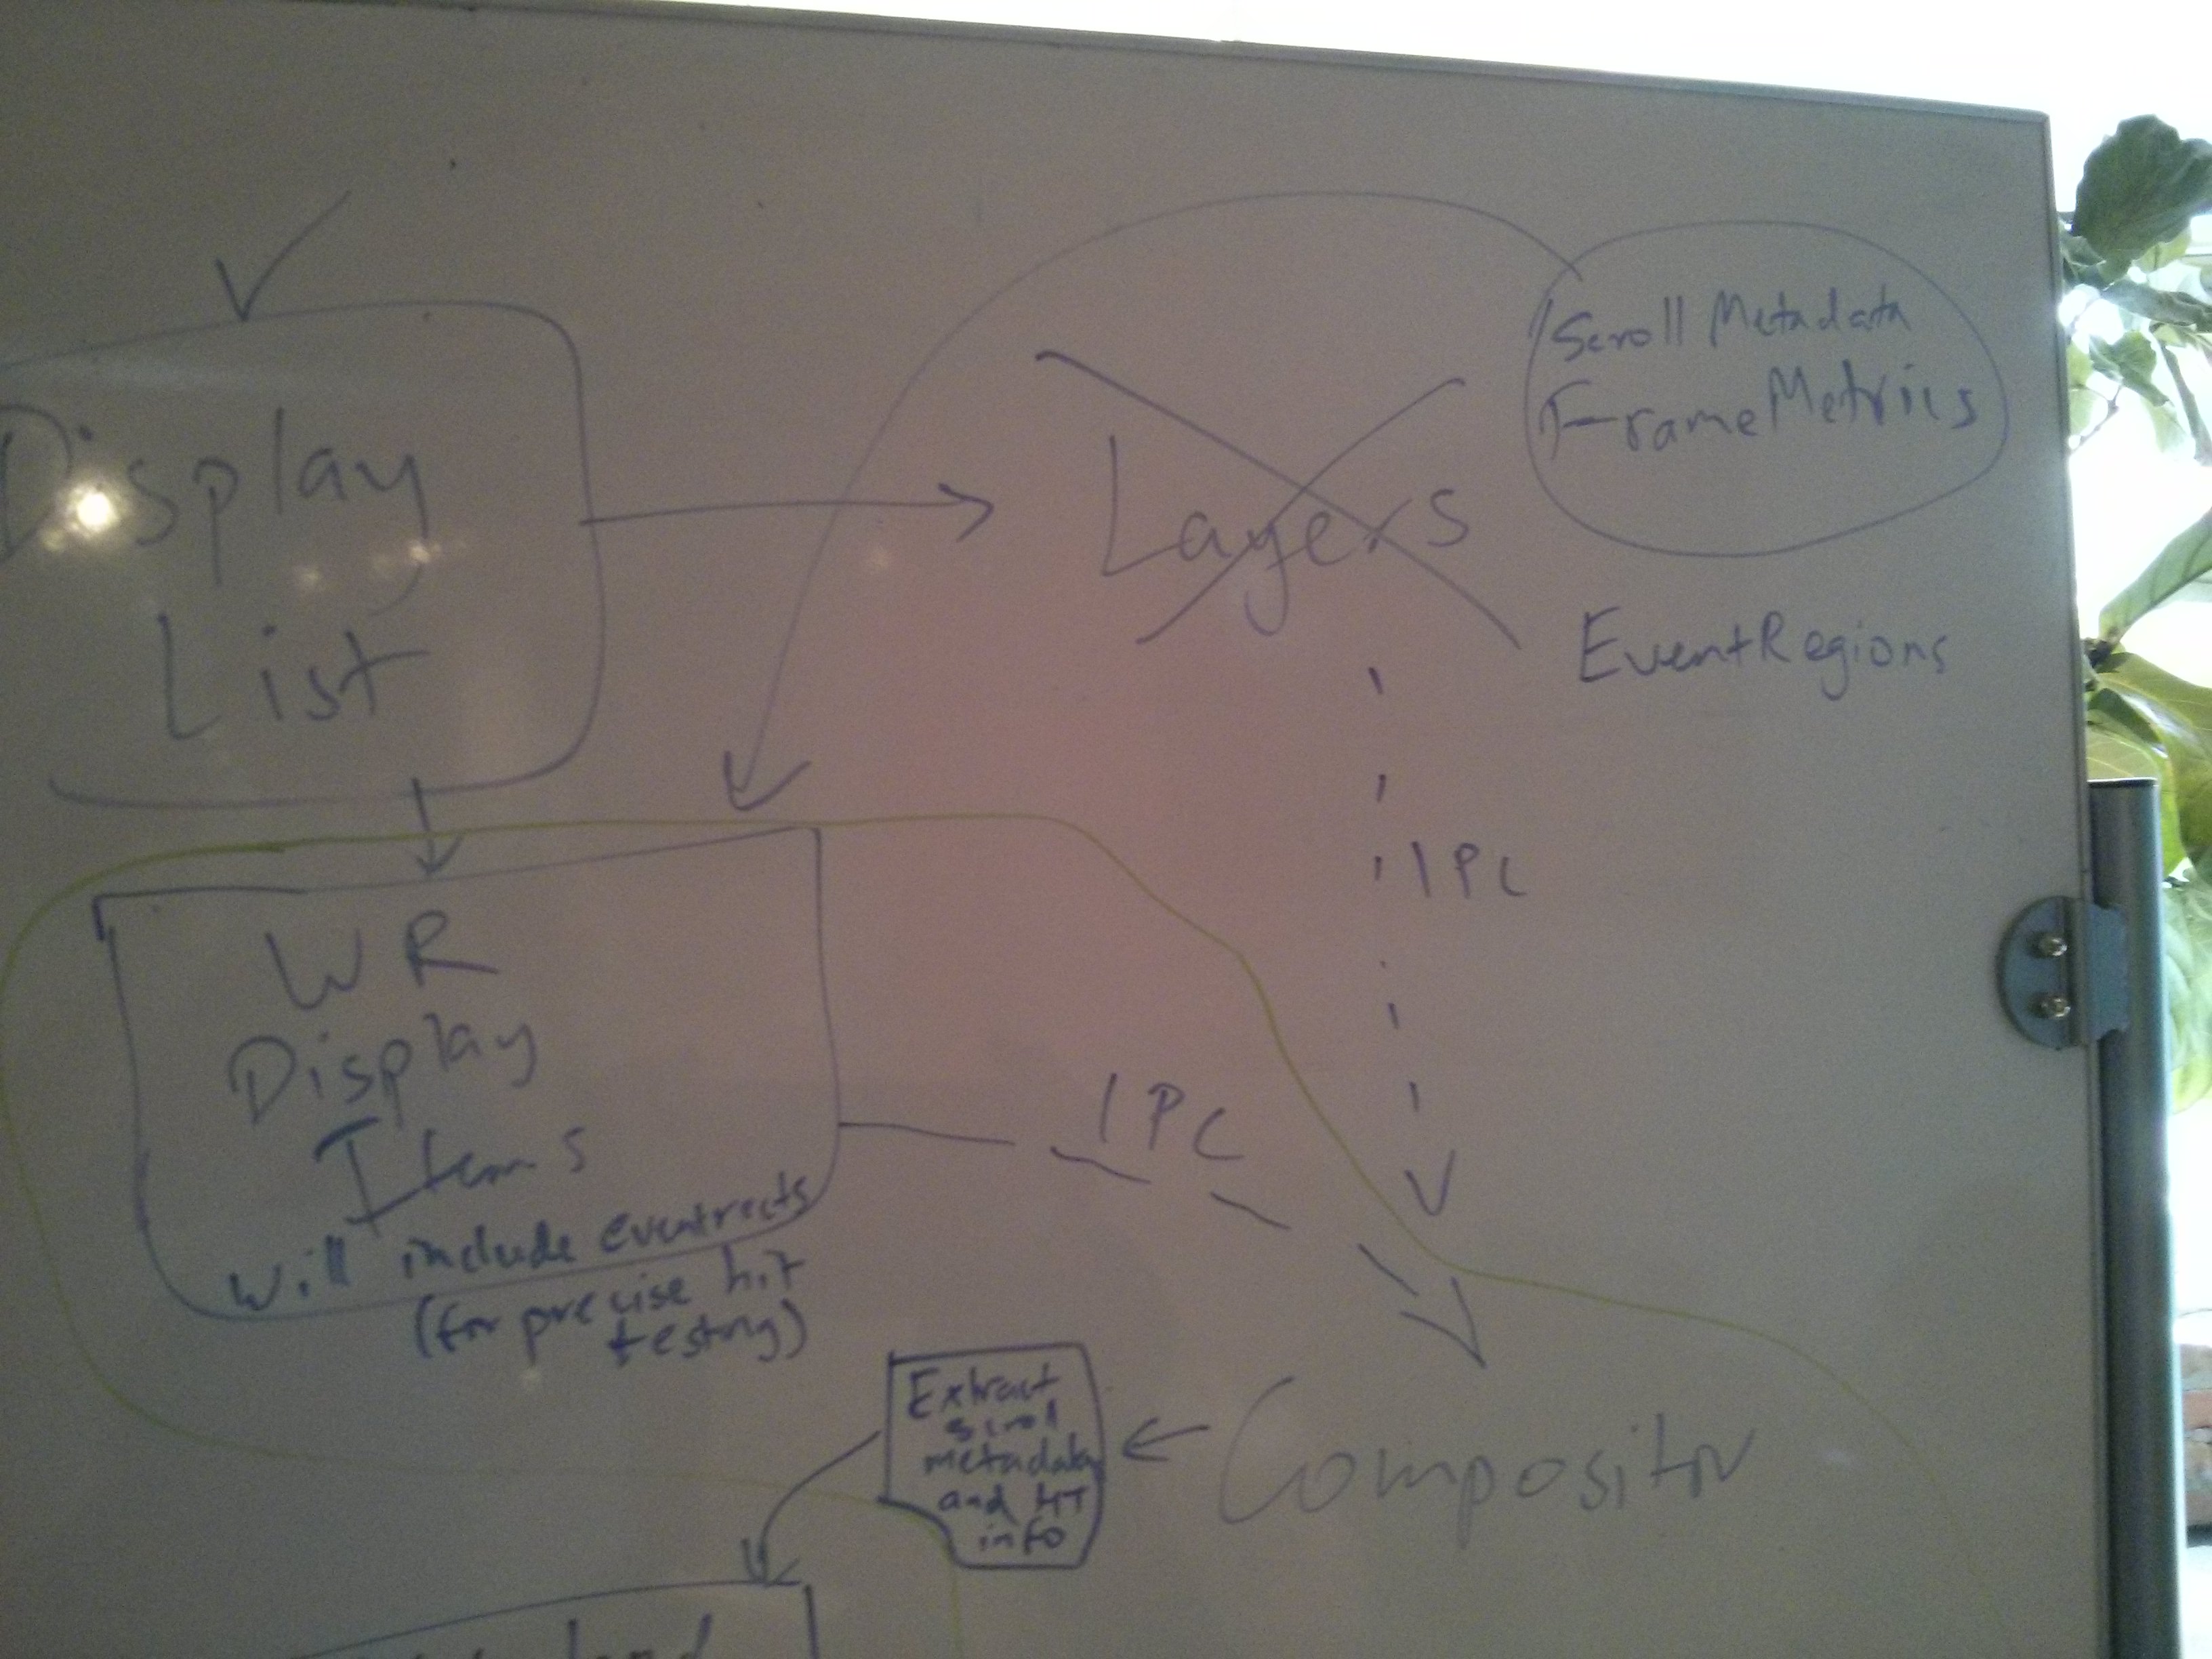 Display
List
Layers
Scroll Metadata
FrameMetrics
EventRegions
IPC
WR
Display
Items
will include eventrects
(for precise hit
testing)
IPC
Extract
scroll
metadata
and HT
info
Compositor